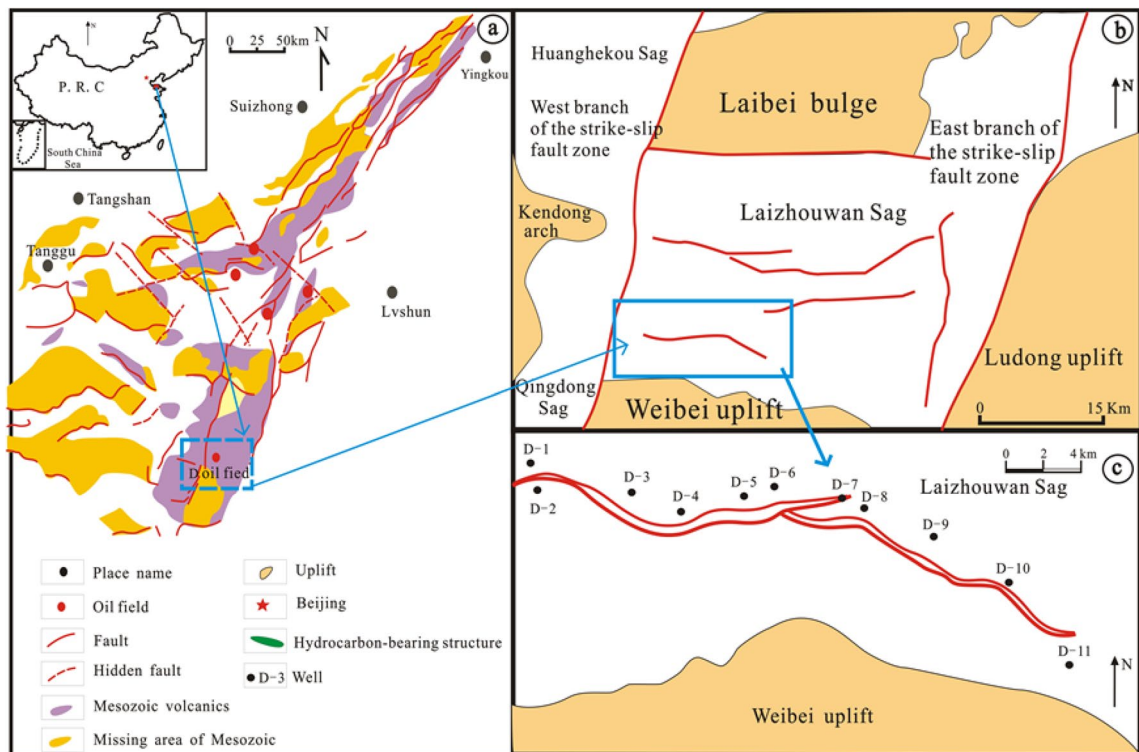 a
0 25 50km
N
N
P. R. C
South China
Sea
Yingkou
Suizhong
Tangshan
Tanggu
Lvshun
D oil fied
Place name
Oil field
Fault
Hidden fault
Mesozoic volcanics
Missing area of Mesozoic
Uplift
Beijing
Hydrocarbon-bearing structure
D-3 Well
b
Huanghekou Sag
Laibei bulge
N
West branch
of the strike-slip
fault zone
East branch of
the strike-slip
fault zone
Kendong
arch
Laizhouwan Sag
Ludong uplift
Qingdong
Sag
Weibei uplift
0 15 Km
c
0 2 4 km
Laizhouwan Sag
D-1
D-2
D-3
D-4
D-5
D-6
D-7
D-8
D-9
D-10
D-11
N
Weibei uplift